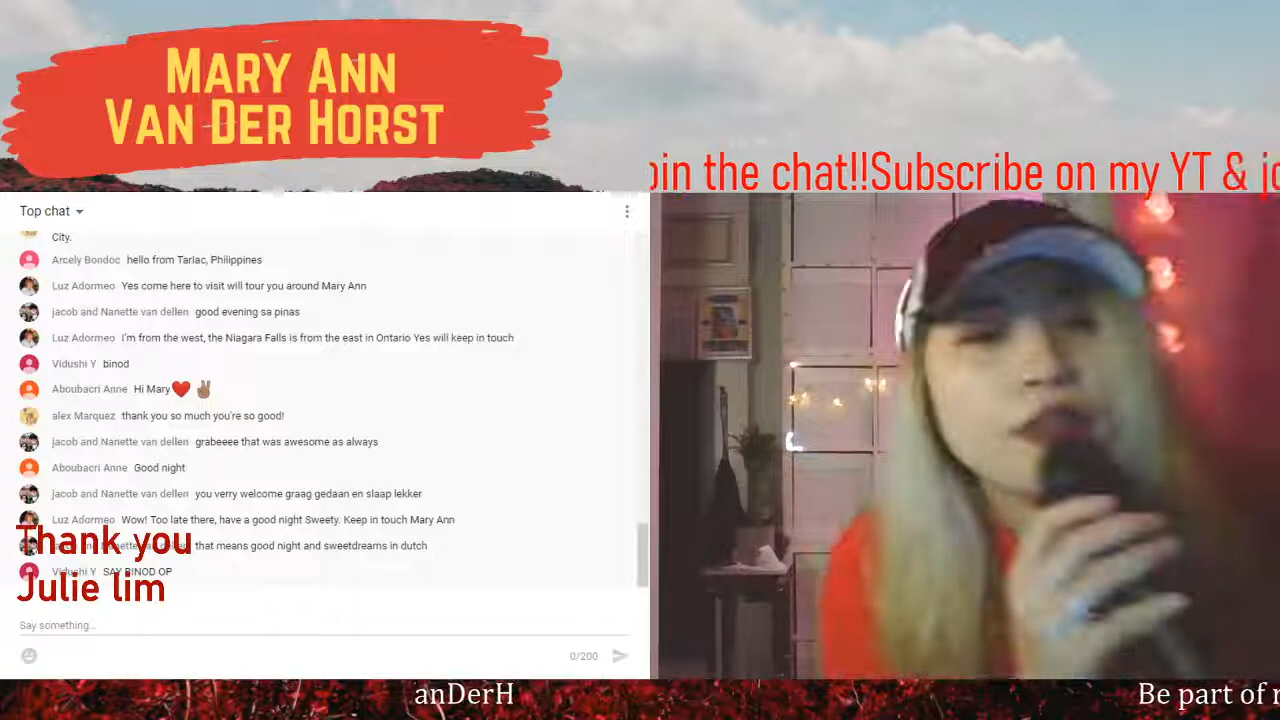 MARY ANN
VAN DER HORST
oin the chat!!Subscribe on my YT & jo
Top chat
City.
Arcely Bondoc hello from Tarlac, Philippines
Luz Adormeo Yes come here to visit will tour you around Mary Ann
jacob and Nanette van dellen good evening sa pinas
Luz Adormeo I'm from the west, the Niagara Falls is from the east in Ontario Yes will keep in touch
Vidushi Y binod
Aboubacri Anne Hi Mary❤️ ✌🏽
alex Marquez thank you so much you're so good!
jacob and Nanette van dellen grabeeee that was awesome as always
Aboubacri Anne Good night
jacob and Nanette van dellen you verry welcome graag gedaan en slaap lekker
Luz Adormeo Wow! Too late there, have a good night Sweety. Keep in touch Mary Ann
that means good night and sweetdreams in dutch
Vidushi Y SAY BINOD OP
Thank you
Julie lim
Say something...
0/200
anDerH
Be part of